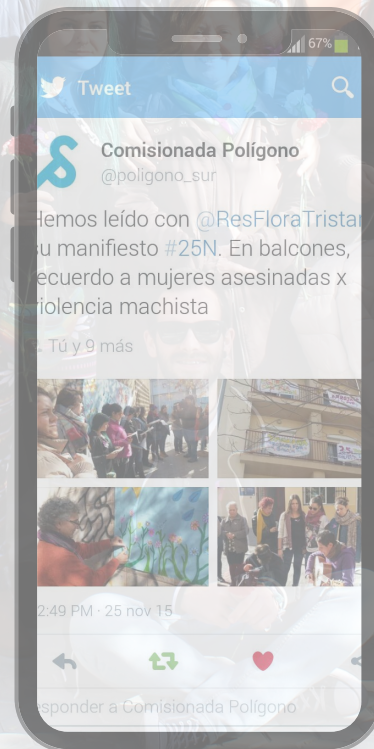 67%
Tweet
Comisionada Polígono
@poligono_sur
Hemos leído con @ResFloraTristan
su manifiesto #25N. En balcones,
recuerdo a mujeres asesinadas x
violencia machista
Tú y 9 más
2:49 PM · 25 nov 15
esponder a Comisionada Polígono